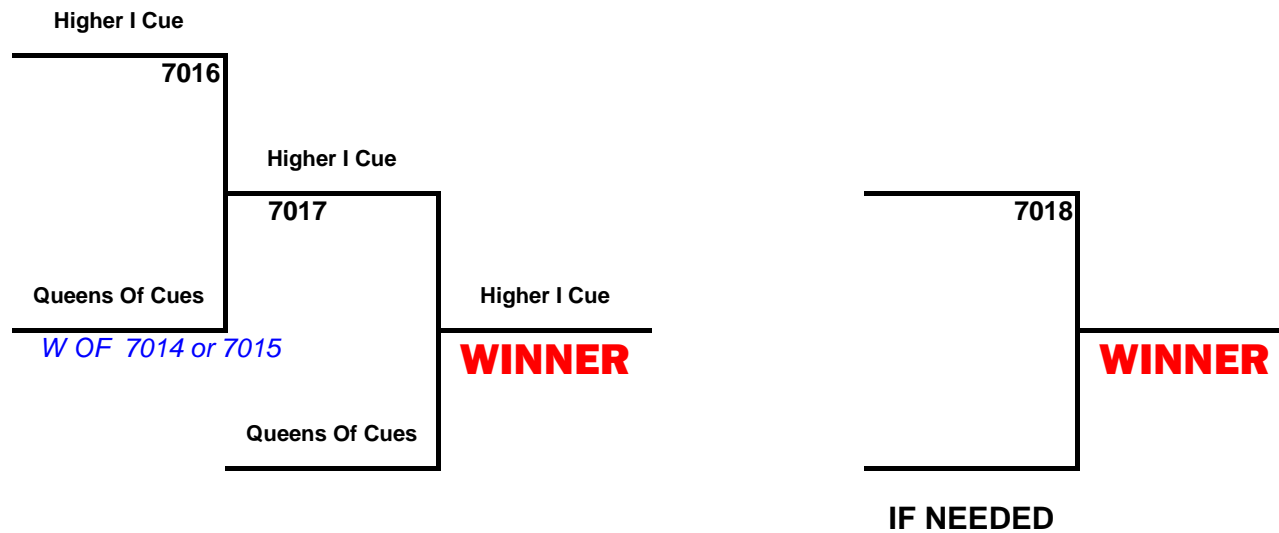 Higher I Cue
7016
Higher I Cue
7017
7018
Queens Of Cues
Higher I Cue
W OF 7014 or 7015
WINNER
WINNER
Queens Of Cues
IF NEEDED